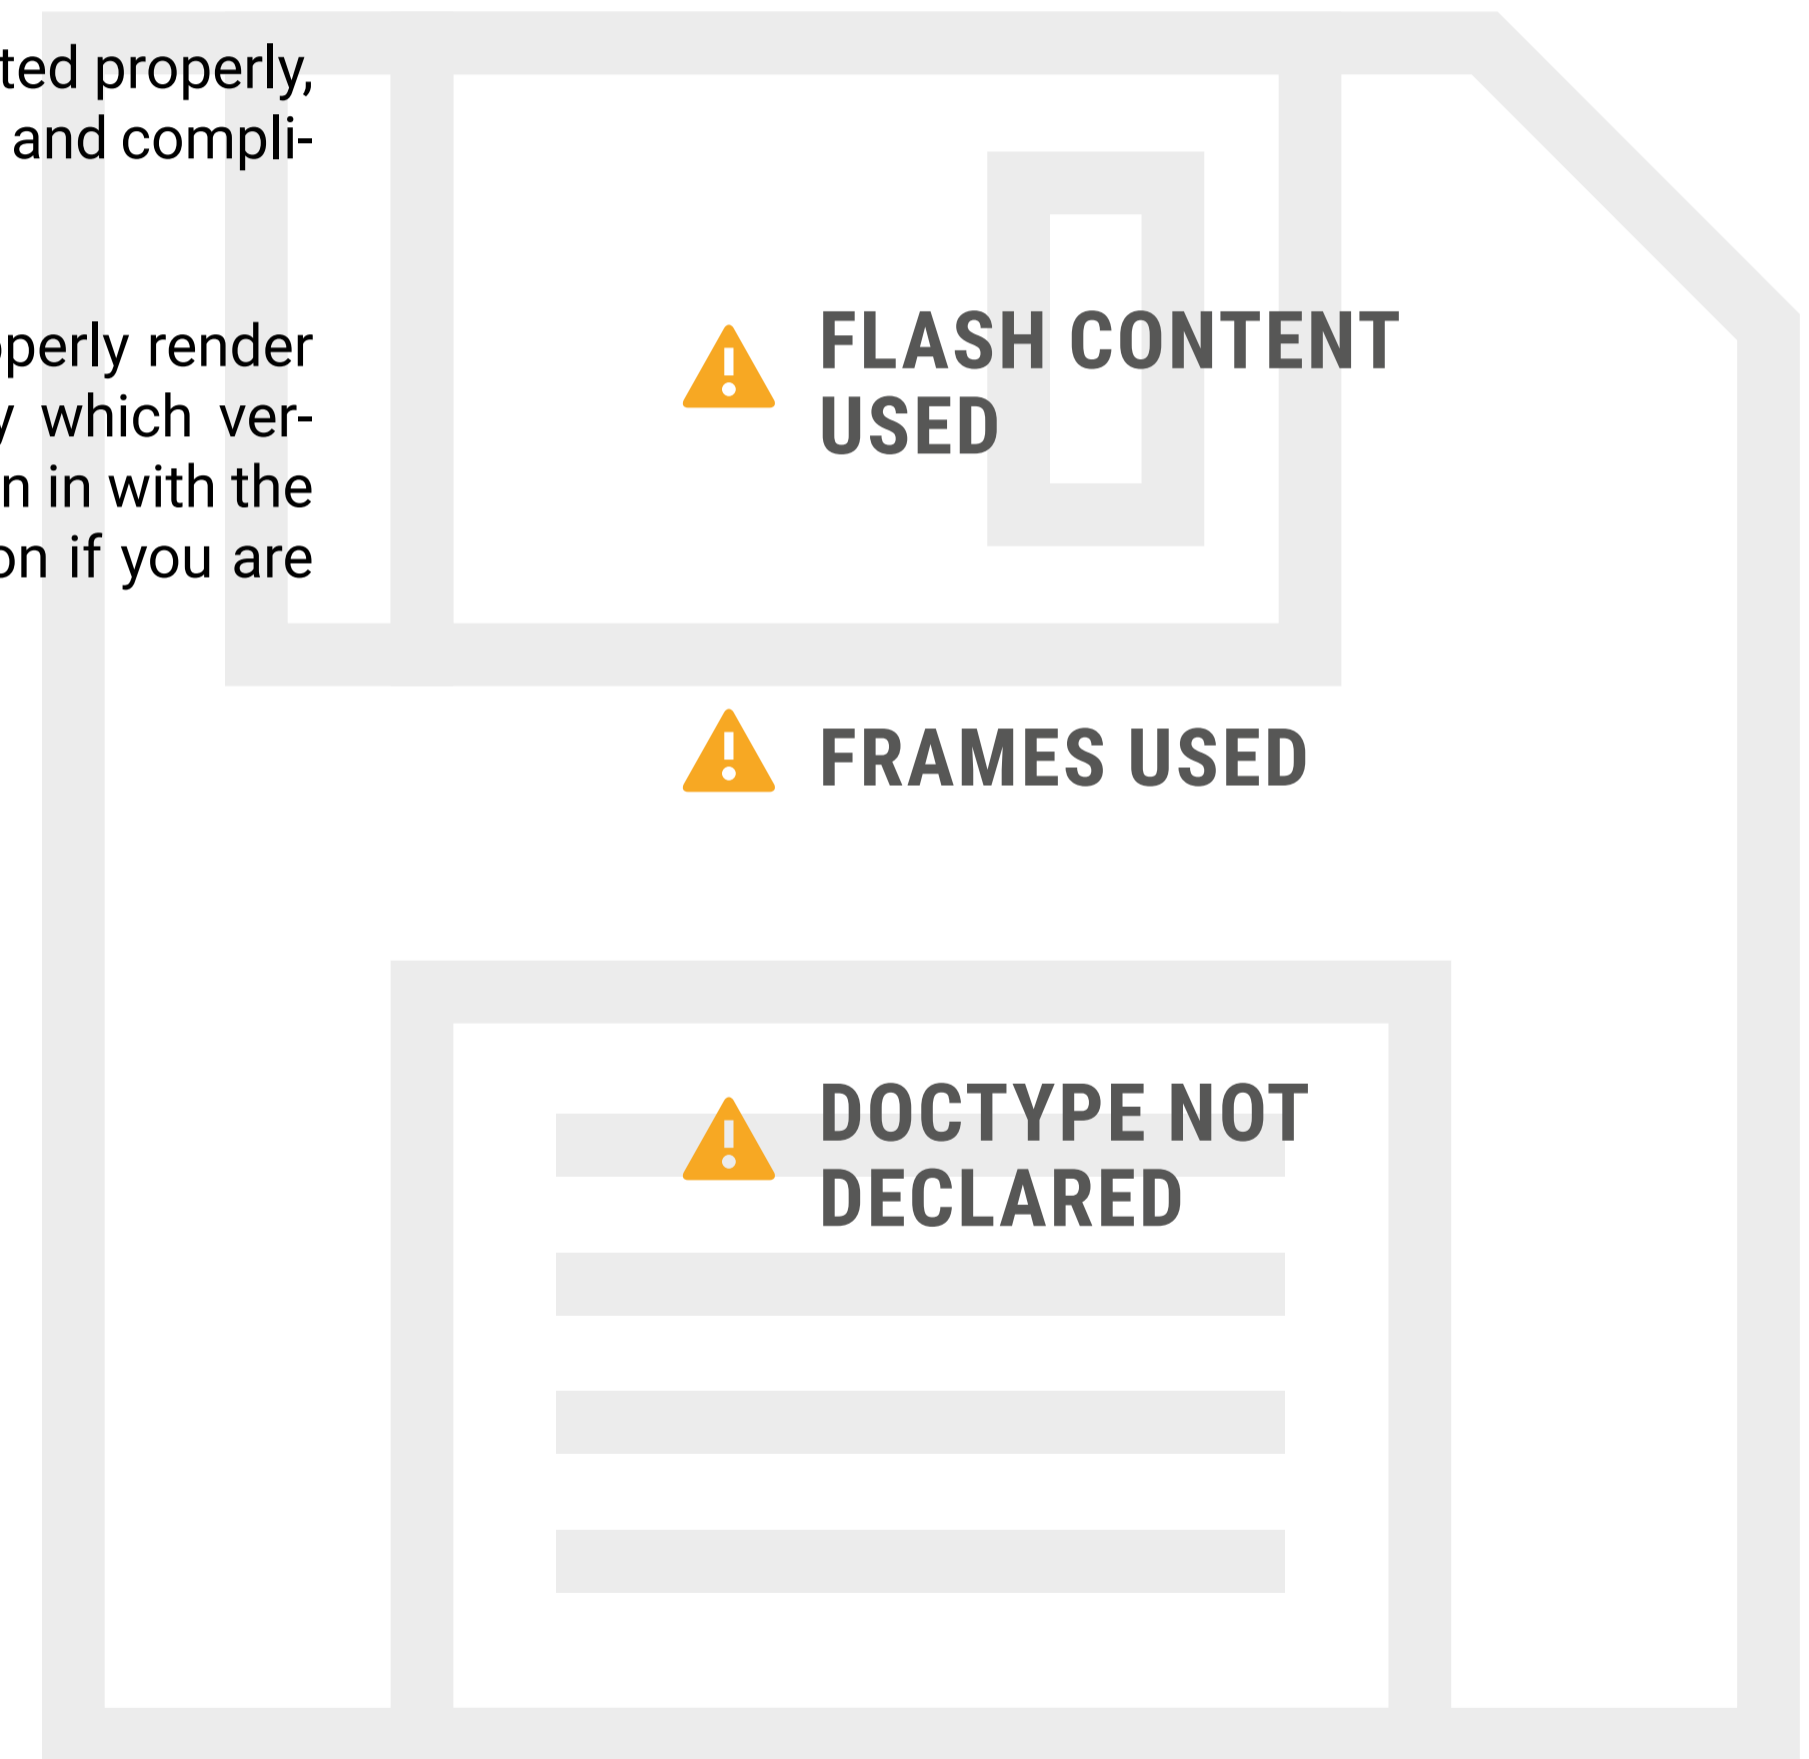 ted properly,
and compli-
perly render
which ver-
in with the
if you are
FLASH CONTENT
USED
FRAMES USED
DOCTYPE NOT
DECLARED